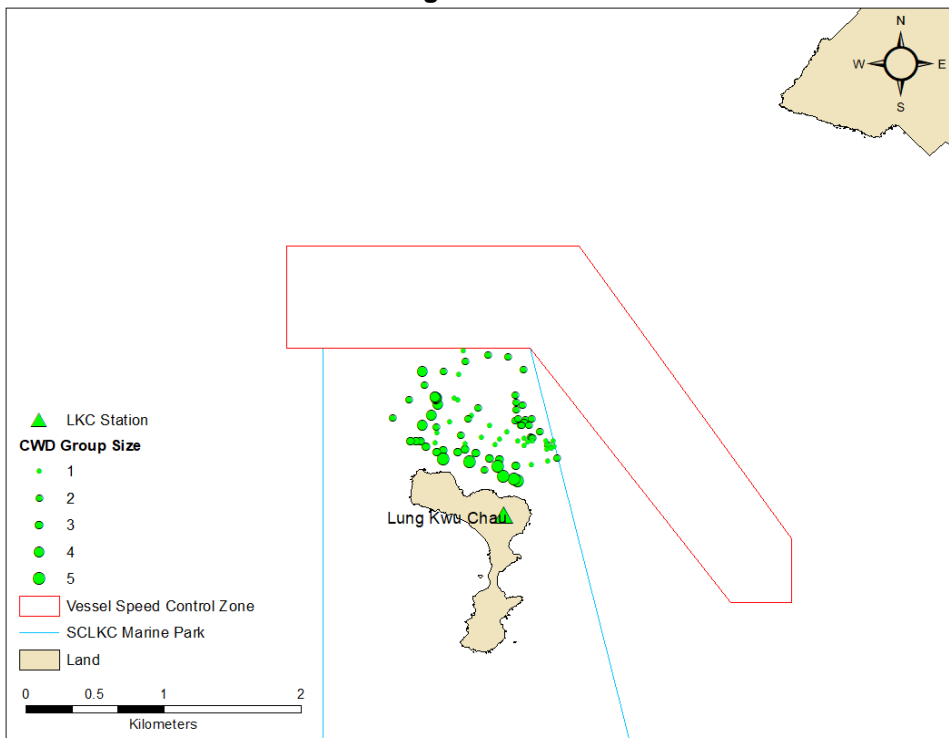 N
W E
S
LKC Station
CWD Group Size
1
2
3
4
5
Lung Kwu Chau
Vessel Speed Control Zone
SCLKC Marine Park
Land
0 0.5 1 2
Kilometers